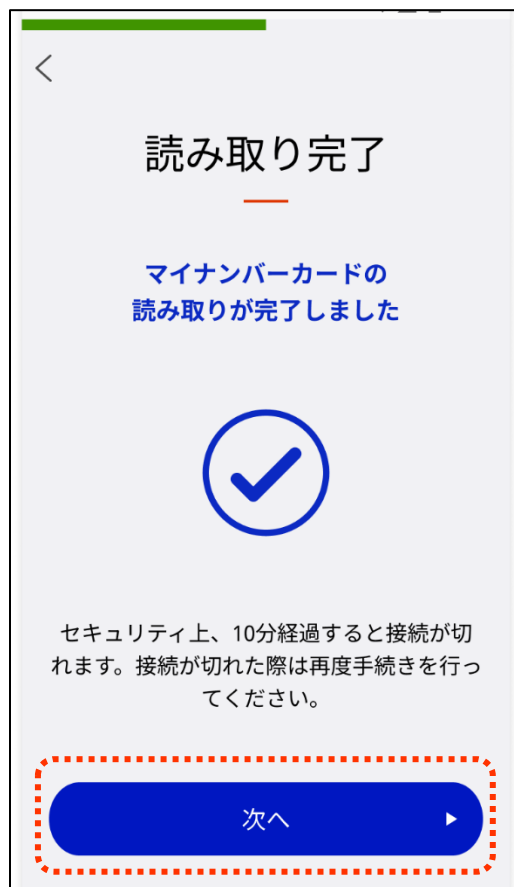 読み取り完了
マイナンバーカードの
読み取りが完了しました
セキュリティ上、10分経過すると接続が切
れます。接続が切れた際は再度手続きを行っ
てください。
次へ